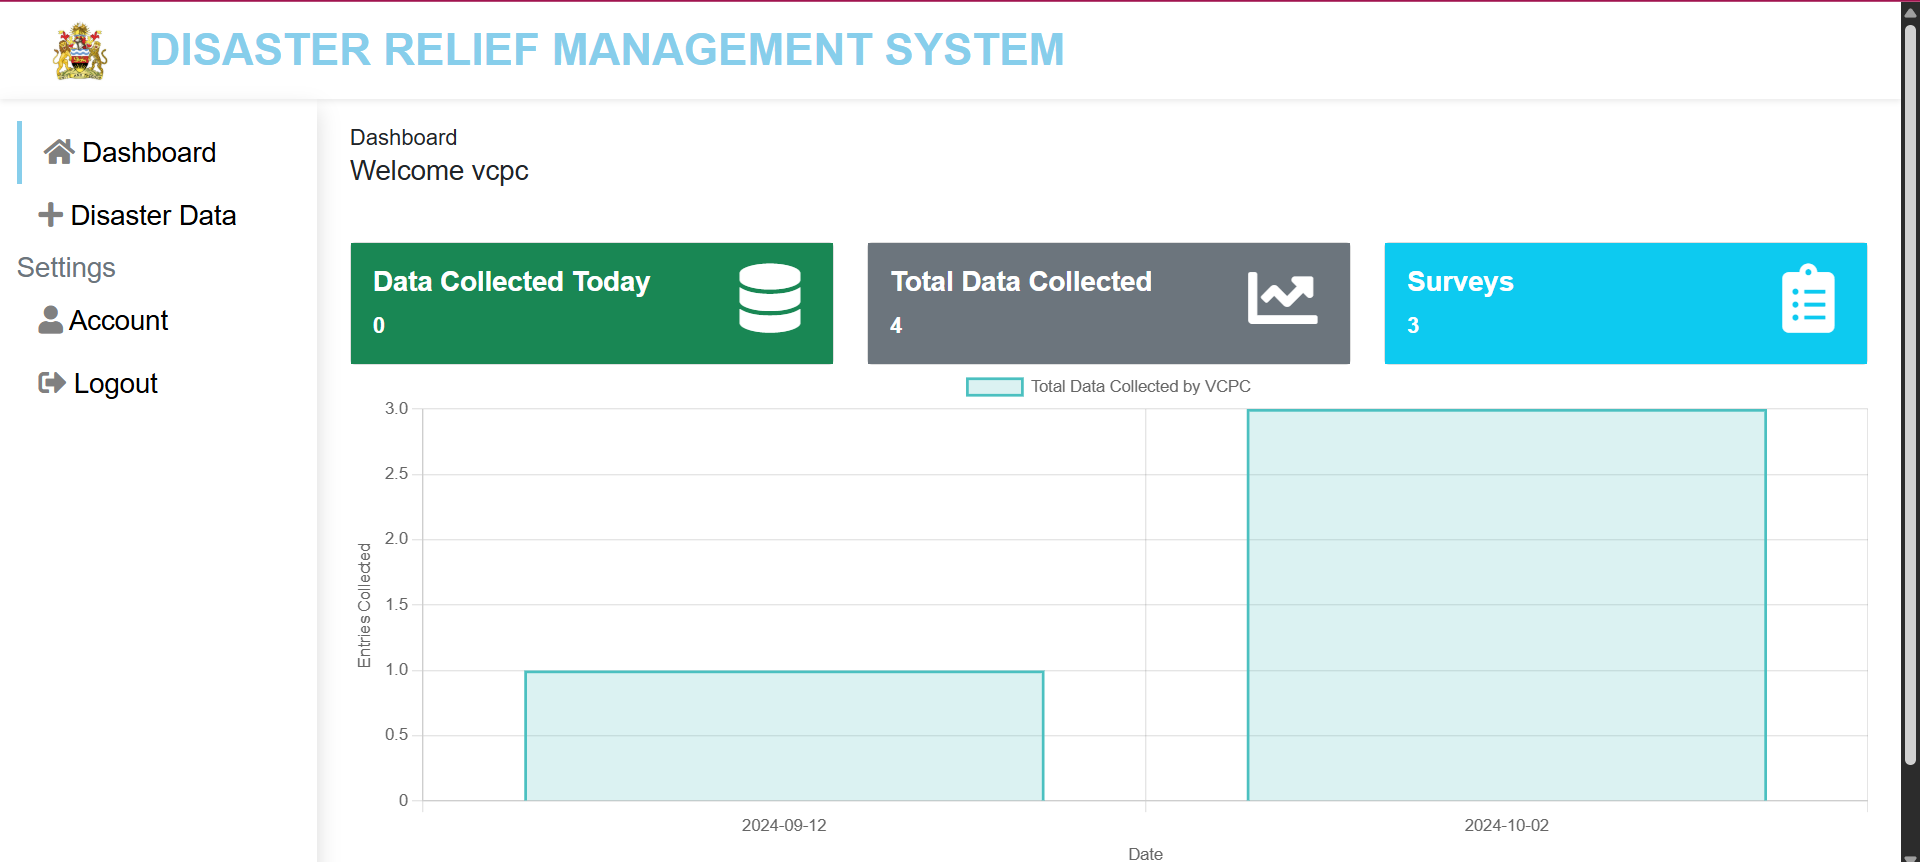 DISASTER RELIEF MANAGEMENT SYSTEM
Dashboard
Disaster Data
Settings
Account
Logout
Dashboard
Welcome vcpc
Data Collected Today
0
Total Data Collected
4
Surveys
3
Total Data Collected by VCPC
3.0
2.5
2.0
1.5
1.0
0.5
0
Entries Collected
2024-09-12
2024-10-02
Date